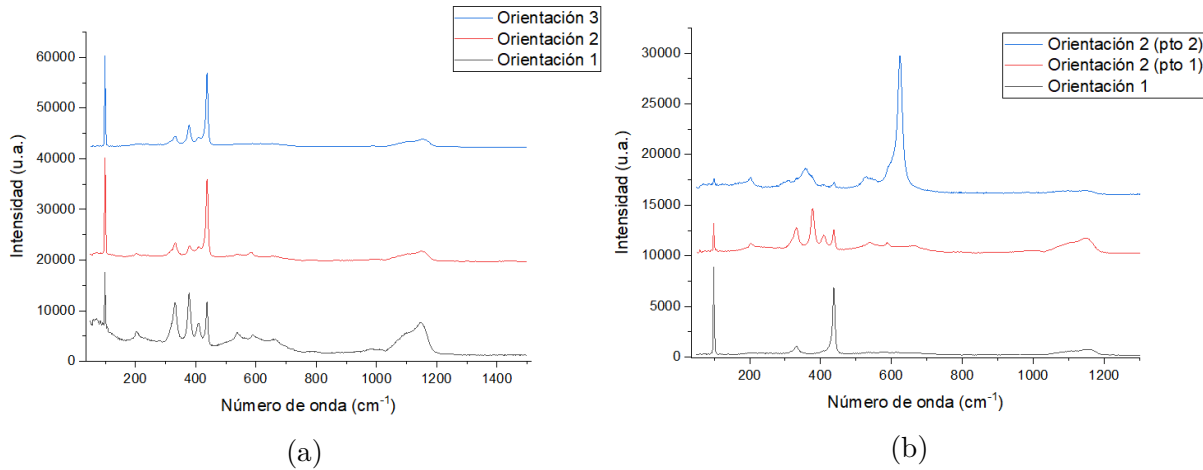 Orientación 3
Orientación 2
Orientación 1
60000
50000
40000
30000
20000
10000
0
Intensidad (u.a.)
200 400 600 800 1000 1200 1400
Número de onda (cm⁻¹)
(a)
Orientación 2 (pto 2)
Orientación 2 (pto 1)
Orientación 1
30000
25000
20000
15000
10000
5000
0
Intensidad (u.a.)
200 400 600 800 1000 1200
Número de onda (cm⁻¹)
(b)